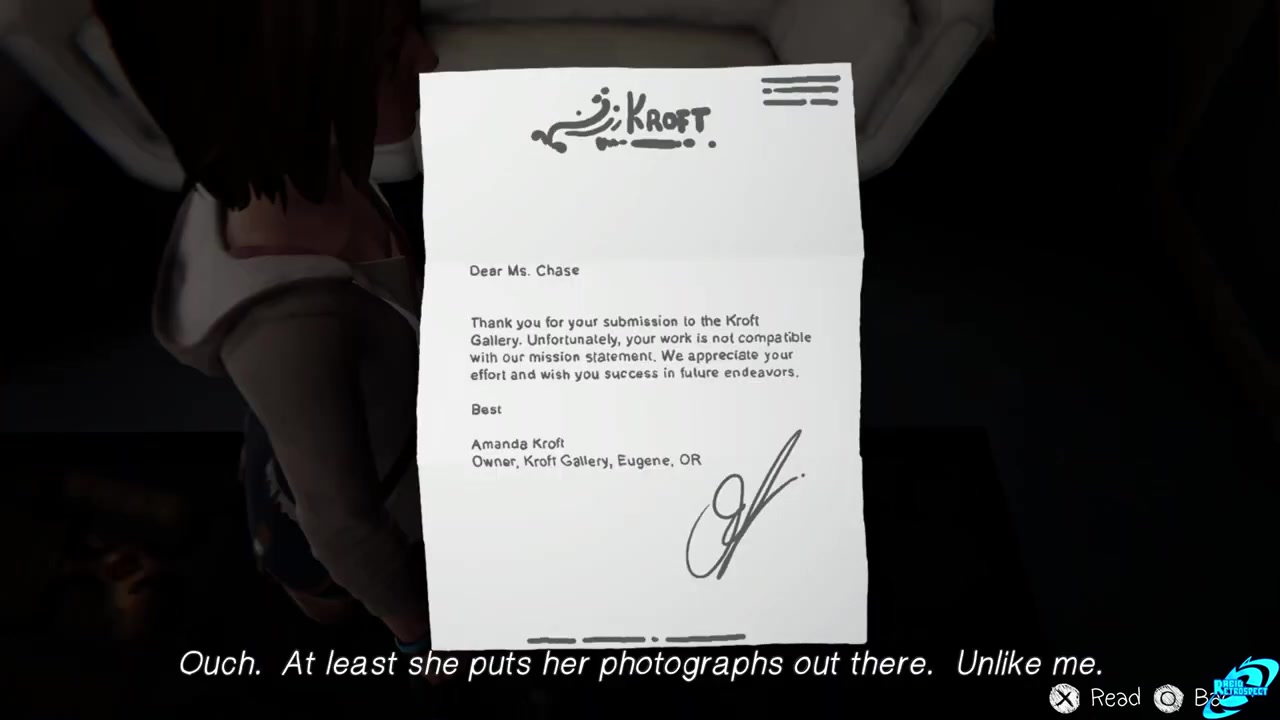 KROFT
Dear Ms. Chase
Thank you for your submission to the Kroft
Gallery. Unfortunately, your work is not compatible
with our mission statement. We appreciate your
effort and wish you success in future endeavors.
Best
Amanda Kroft
Owner, Kroft Gallery, Eugene, OR
Ouch. At least she puts her photographs out there. Unlike me.
Read
RETROSPECT